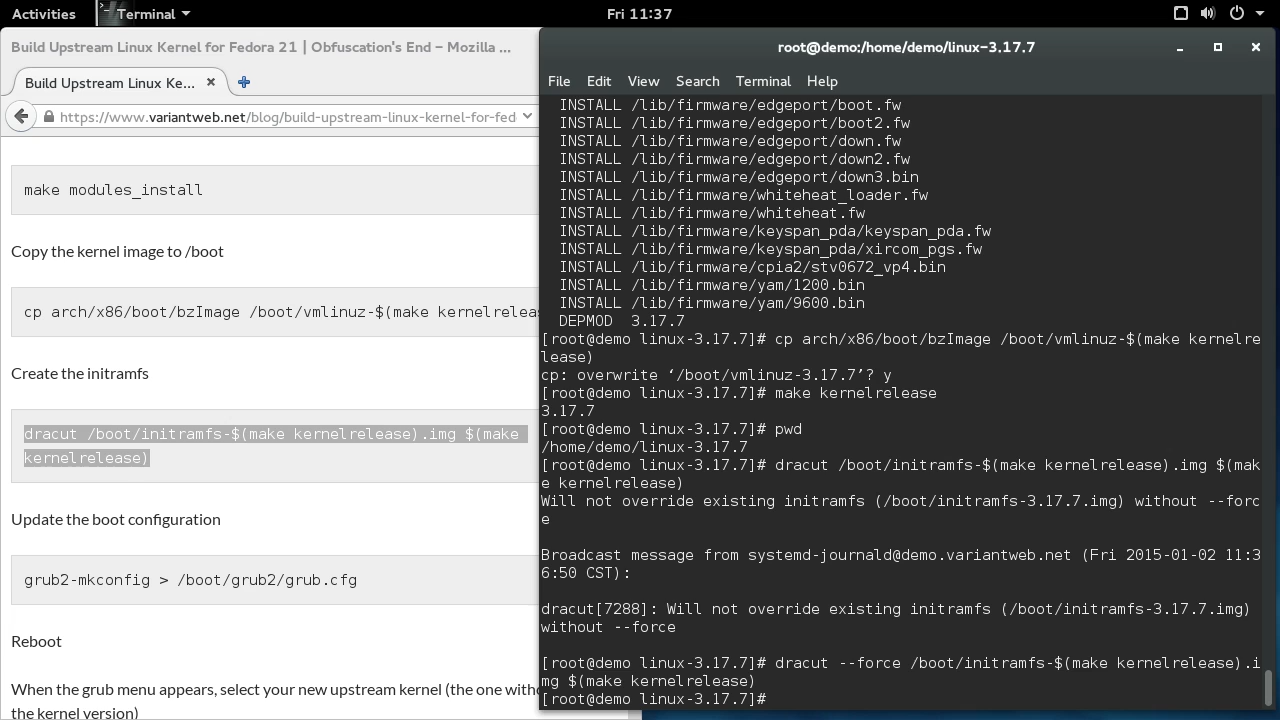 Activities
Terminal
Fri 11:37
Build Upstream Linux Kernel for Fedora 21 | Obfuscation's End – Mozilla ...
Build Upstream Linux Ke...
https://www.variantweb.net/blog/build-upstream-linux-kernel-for-fed
make modules_install
Copy the kernel image to /boot
cp arch/x86/boot/bzImage /boot/vmlinuz-$(make kernelrelea
Create the initramfs
dracut /boot/initramfs-$(make kernelrelease).img $(make
kernelrelease)
Update the boot configuration
grub2-mkconfig > /boot/grub2/grub.cfg
Reboot
When the grub menu appears, select your new upstream kernel (the one witho
the kernel version)
root@demo:/home/demo/linux-3.17.7
File Edit View Search Terminal Help
INSTALL /lib/firmware/edgeport/boot.fw
INSTALL /lib/firmware/edgeport/boot2.fw
INSTALL /lib/firmware/edgeport/down.fw
INSTALL /lib/firmware/edgeport/down2.fw
INSTALL /lib/firmware/edgeport/down3.bin
INSTALL /lib/firmware/whiteheat_loader.fw
INSTALL /lib/firmware/whiteheat.fw
INSTALL /lib/firmware/keyspan_pda/keyspan_pda.fw
INSTALL /lib/firmware/keyspan_pda/xircom_pgs.fw
INSTALL /lib/firmware/cpia2/stv0672_vp4.bin
INSTALL /lib/firmware/yam/1200.bin
INSTALL /lib/firmware/yam/9600.bin
DEPMOD 3.17.7
[root@demo linux-3.17.7]# cp arch/x86/boot/bzImage /boot/vmlinuz-$(make kernelre
lease)
cp: overwrite ‘/boot/vmlinuz-3.17.7’? y
[root@demo linux-3.17.7]# make kernelrelease
3.17.7
[root@demo linux-3.17.7]# pwd
/home/demo/linux-3.17.7
[root@demo linux-3.17.7]# dracut /boot/initramfs-$(make kernelrelease).img $(mak
e kernelrelease)
Will not override existing initramfs (/boot/initramfs-3.17.7.img) without --forc
e
Broadcast message from systemd-journald@demo.variantweb.net (Fri 2015-01-02 11:3
6:50 CST):
dracut[7288]: Will not override existing initramfs (/boot/initramfs-3.17.7.img)
without --force
[root@demo linux-3.17.7]# dracut --force /boot/initramfs-$(make kernelrelease).i
mg $(make kernelrelease)
[root@demo linux-3.17.7]#